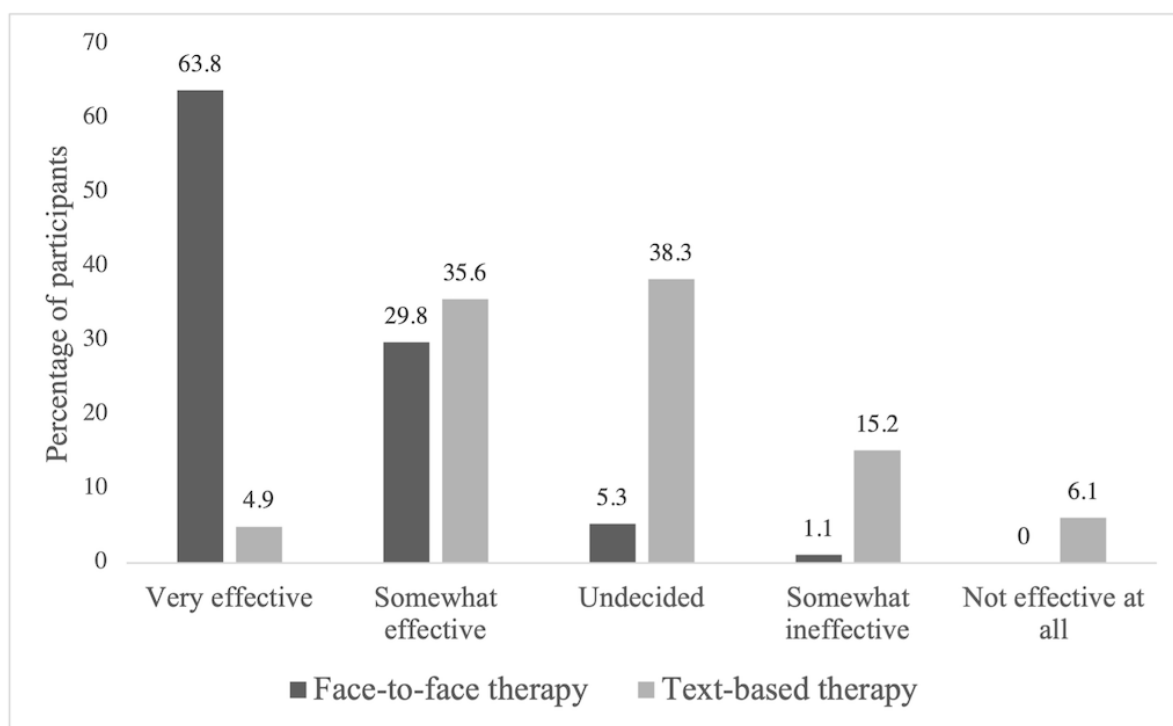 70
60
50
40
30
20
10
0
Percentage of participants
63.8
4.9
29.8
35.6
5.3
38.3
1.1
15.2
0
6.1
Very effective
Somewhat
effective
Undecided
Somewhat
ineffective
Not effective at
all
Face-to-face therapy
Text-based therapy